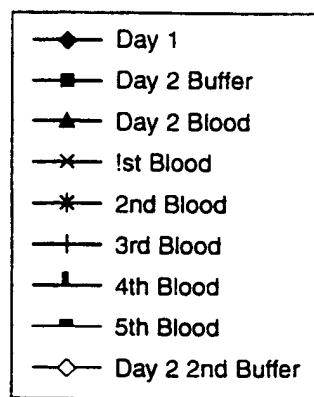 Day 1
Day 2 Buffer
Day 2 Blood
!st Blood
2nd Blood
3rd Blood
4th Blood
5th Blood
Day 2 2nd Buffer